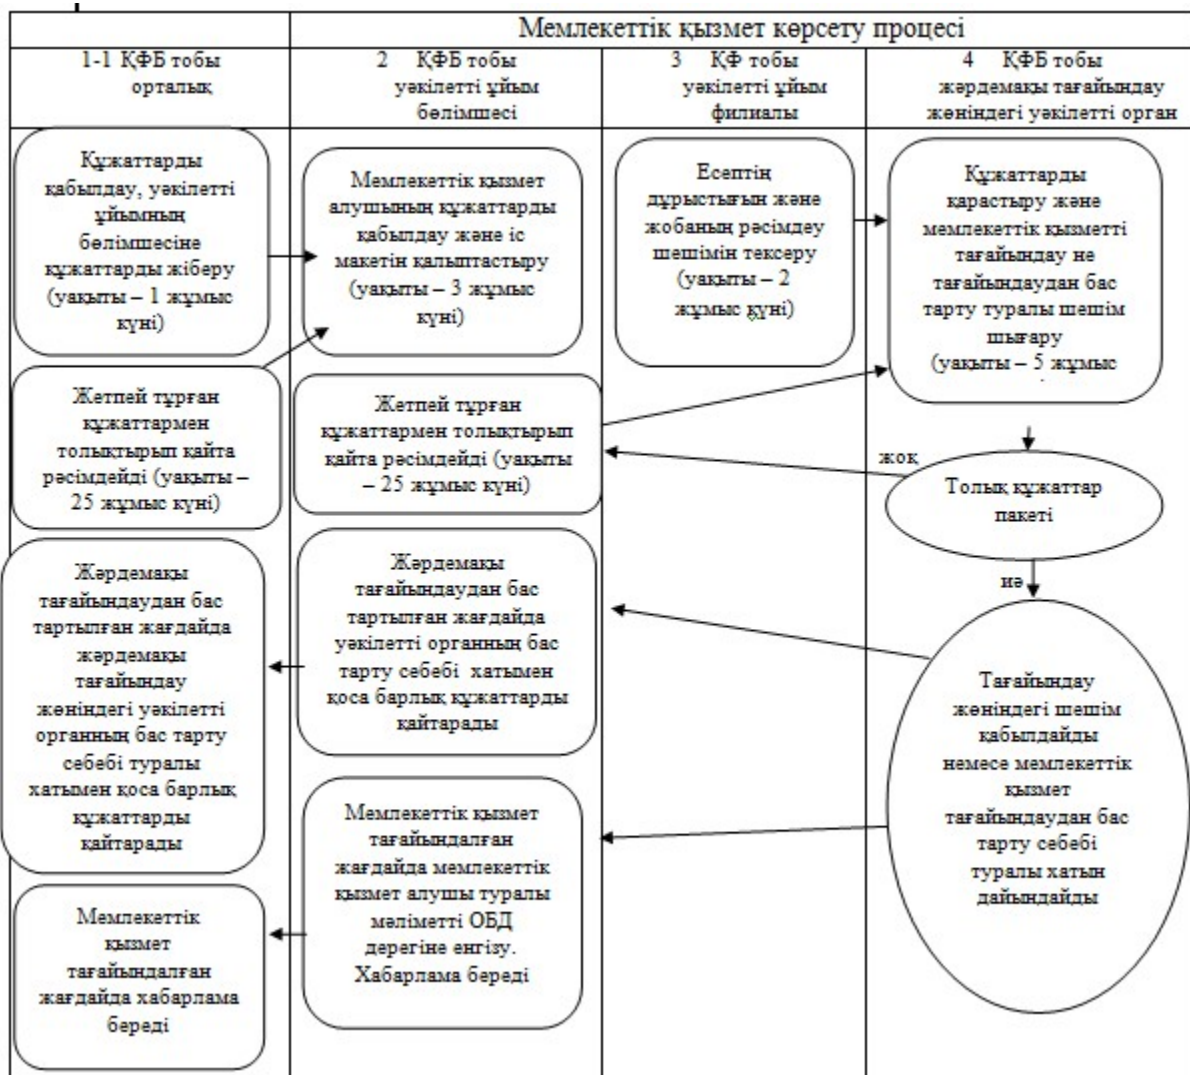 Мемлекеттік қызмет көрсету процесі
1-1 ҚФБ тобы
орталық
2 ҚФБ тобы
уәкілетті ұйым
бөлімшесі
3 ҚФ тобы
уәкілетті ұйым
филиалы
4 ҚФБ тобы
жәрдемақы тағайындау
жөніндегі уәкілетті орган
Құжаттарды
қабылдау, уәкілетті
ұйымның
бөлімшесіне
құжаттарды жіберу
(уақыты – 1 жұмыс
күні)
Мемлекеттік қызмет
алушының құжаттарды
қабылдау және іс
макетін қалыптастыру
(уақыты – 3 жұмыс
күні)
Есептің
дұрыстығын және
жобаның рәсімдеу
шешімін тексеру
(уақыты – 2
жұмыс күні)
Құжаттарды
қарастыру және
мемлекеттік қызметті
тағайындау не
тағайындаудан бас
тарту туралы шешім
шығару
(уақыты – 5 жұмыс
Жетпей тұрған
құжаттармен
толықтырып қайта
рәсімдейді (уақыты –
25 жұмыс күні)
Жетпей тұрған
құжаттармен толықтырып
қайта рәсімдейді (уақыты
– 25 жұмыс күні)
жоқ
Толық құжаттар
пакеті
иә
Жәрдемақы
тағайындаудан бас
тартылған жағдайда
жәрдемақы
тағайындау
жөніндегі уәкілетті
органның бас тарту
себебі туралы
хатымен қоса барлық
құжаттарды
қайтарады
Жәрдемақы
тағайындаудан бас
тартылған жағдайда
уәкілетті органның бас
тарту себебі хатымен
қоса барлық құжаттарды
қайтарады
Тағайындау
жөніндегі шешім
қабылдайды
немесе мемлекеттік
қызмет
тағайындаудан бас
тарту себебі
туралы хатын
дайындайды
Мемлекеттік қызмет
тағайындалған
жағдайда мемлекеттік
қызмет алушы туралы
мәліметті ОБД
дерегіне енгізу.
Хабарлама береді
Мемлекеттік
қызмет
тағайындалған
жағдайда хабарлама
береді